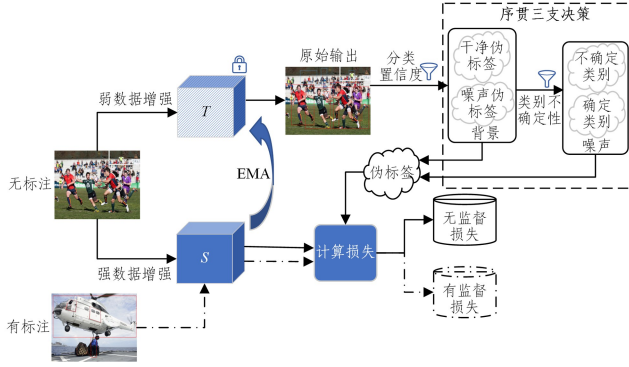 序贯三支决策
原始输出
分类
置信度
干净伪
标签
噪声伪
标签
背景
类别不
确定性
不确定
类别
确定
类别
噪声
弱数据增强
T
EMA
伪标签
无标注
强数据增强
S
计算损失
无监督
损失
有监督
损失
有标注